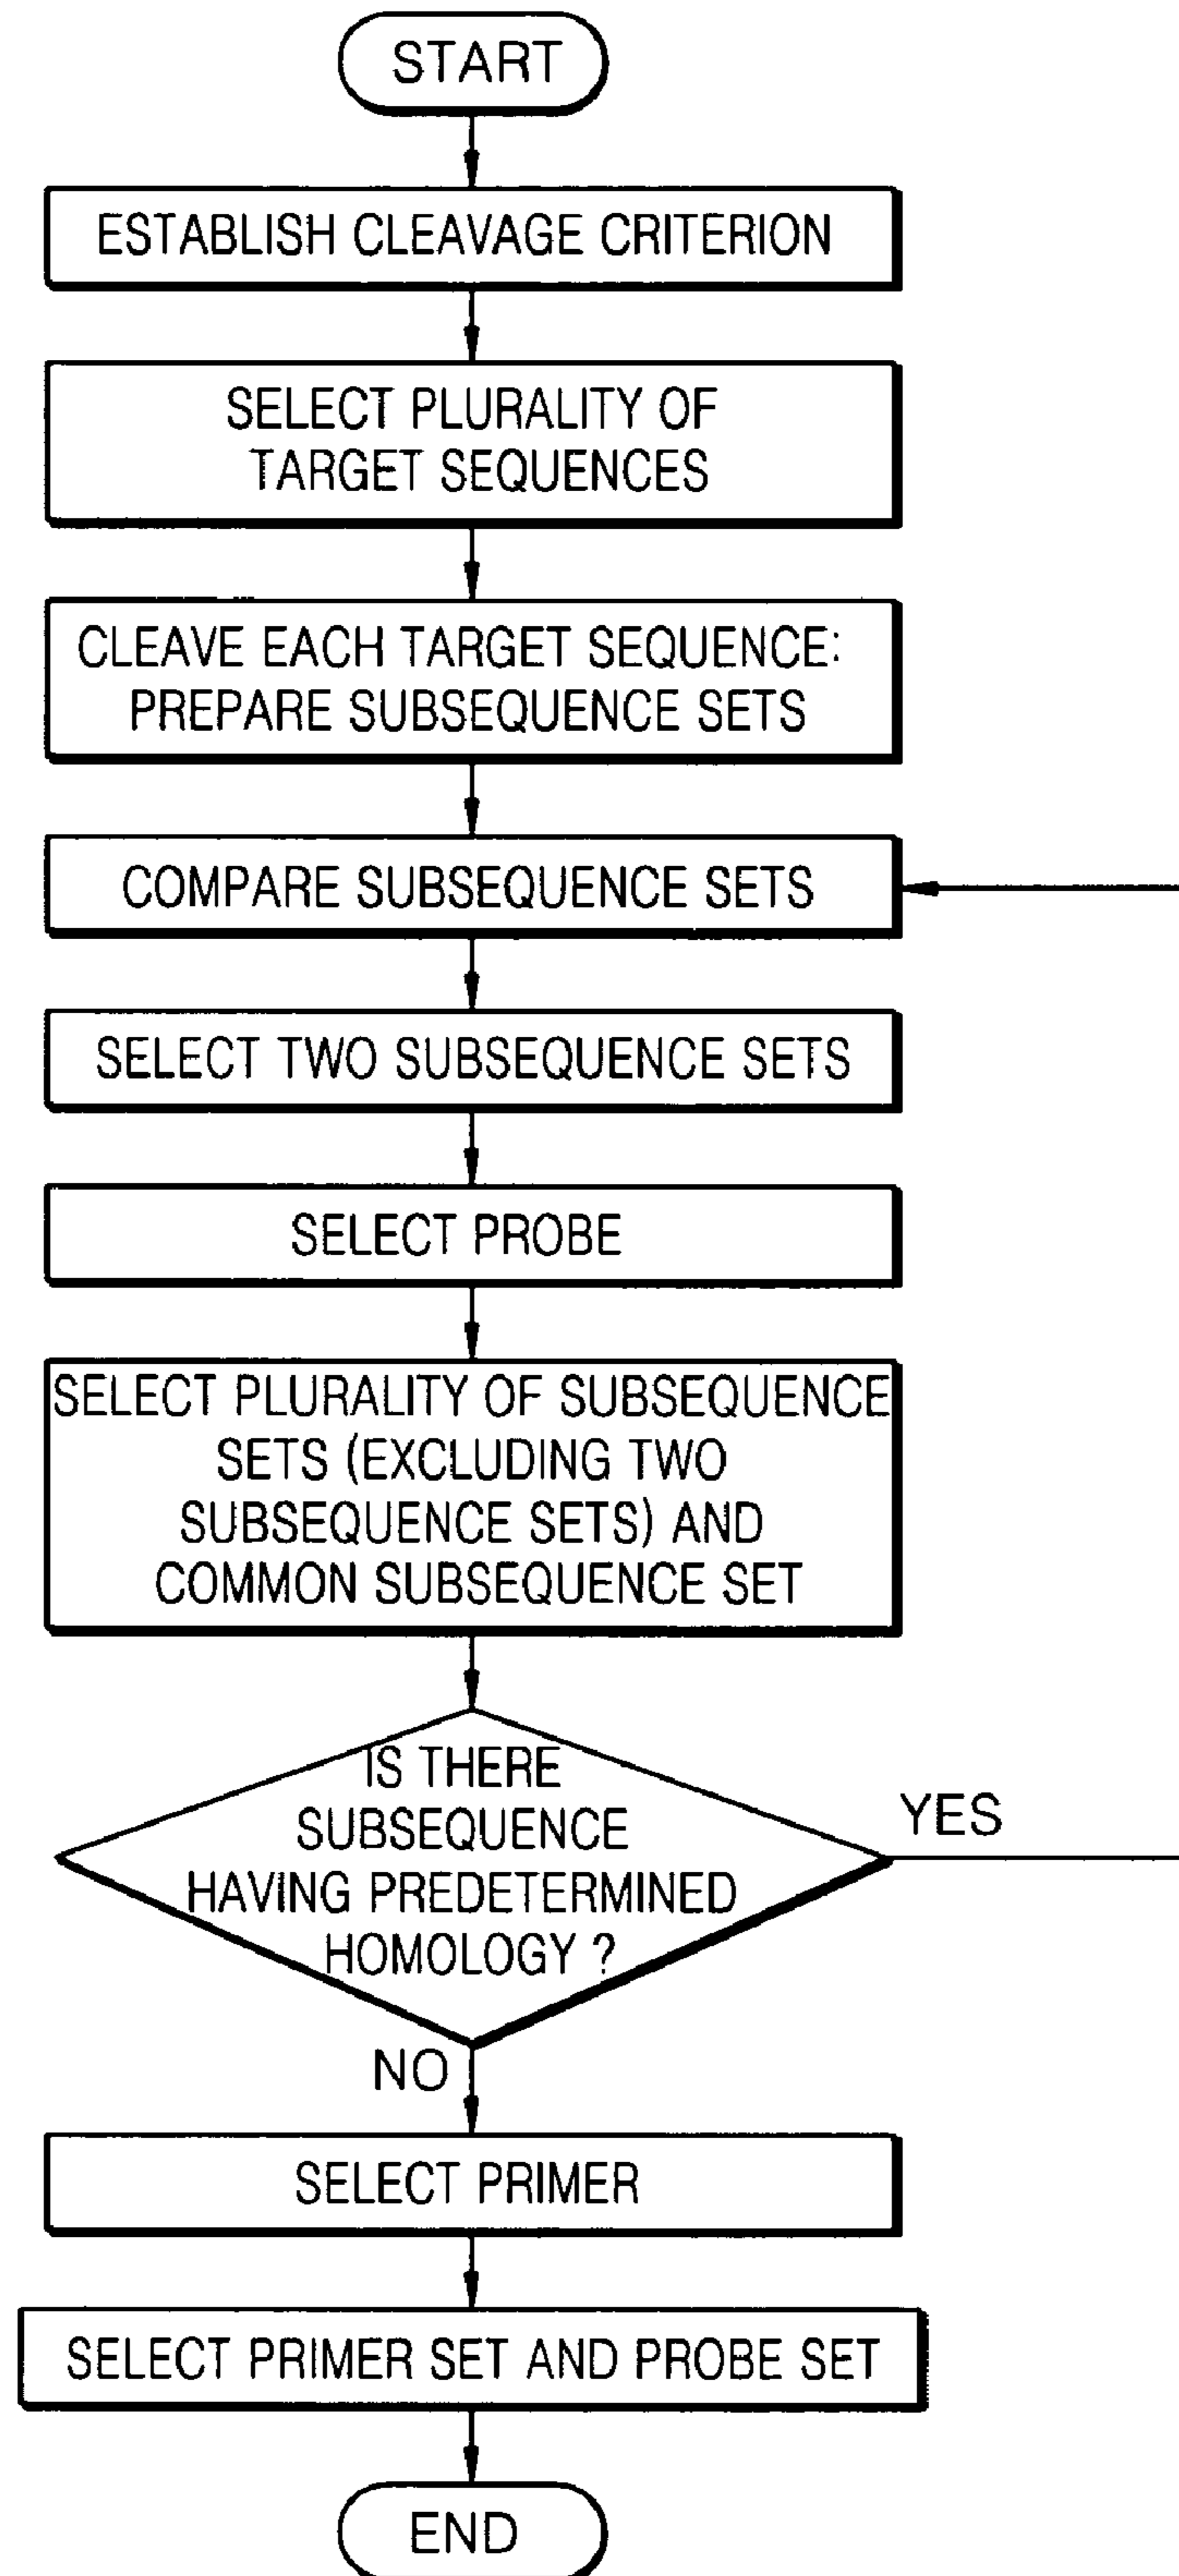 START
ESTABLISH CLEAVAGE CRITERION
SELECT PLURALITY OF
TARGET SEQUENCES
CLEAVE EACH TARGET SEQUENCE:
PREPARE SUBSEQUENCE SETS
COMPARE SUBSEQUENCE SETS
SELECT TWO SUBSEQUENCE SETS
SELECT PROBE
SELECT PLURALITY OF SUBSEQUENCE
SETS (EXCLUDING TWO
SUBSEQUENCE SETS) AND
COMMON SUBSEQUENCE SET
IS THERE
SUBSEQUENCE
HAVING PREDETERMINED
HOMOLOGY ?
YES
NO
SELECT PRIMER
SELECT PRIMER SET AND PROBE SET
END